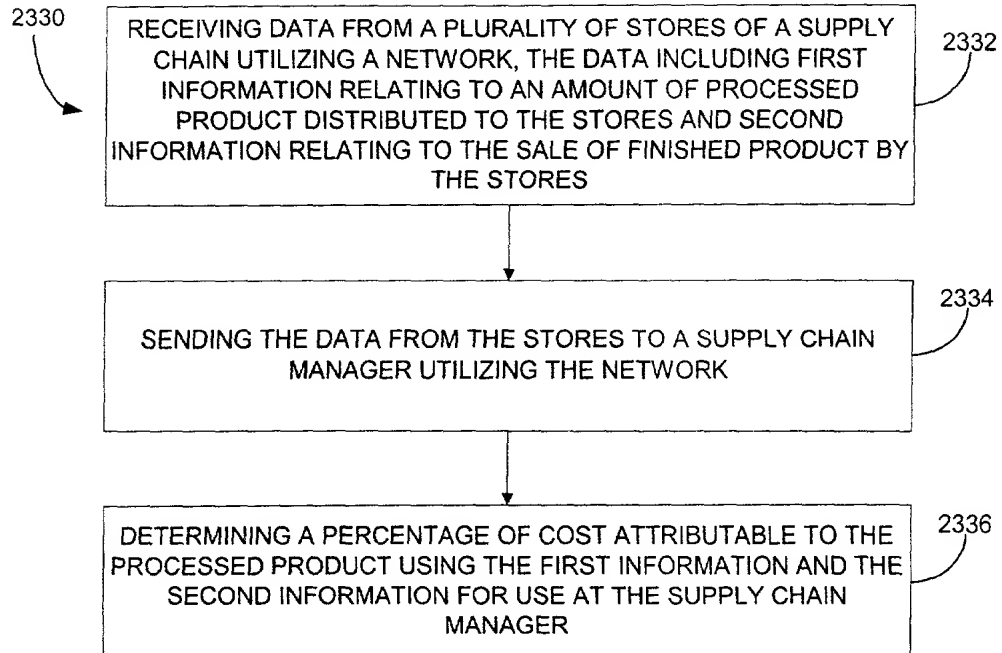 2330
RECEIVING DATA FROM A PLURALITY OF STORES OF A SUPPLY
CHAIN UTILIZING A NETWORK, THE DATA INCLUDING FIRST
INFORMATION RELATING TO AN AMOUNT OF PROCESSED
PRODUCT DISTRIBUTED TO THE STORES AND SECOND
INFORMATION RELATING TO THE SALE OF FINISHED PRODUCT BY
THE STORES
2332
SENDING THE DATA FROM THE STORES TO A SUPPLY CHAIN
MANAGER UTILIZING THE NETWORK
2334
DETERMINING A PERCENTAGE OF COST ATTRIBUTABLE TO THE
PROCESSED PRODUCT USING THE FIRST INFORMATION AND THE
SECOND INFORMATION FOR USE AT THE SUPPLY CHAIN
MANAGER
2336